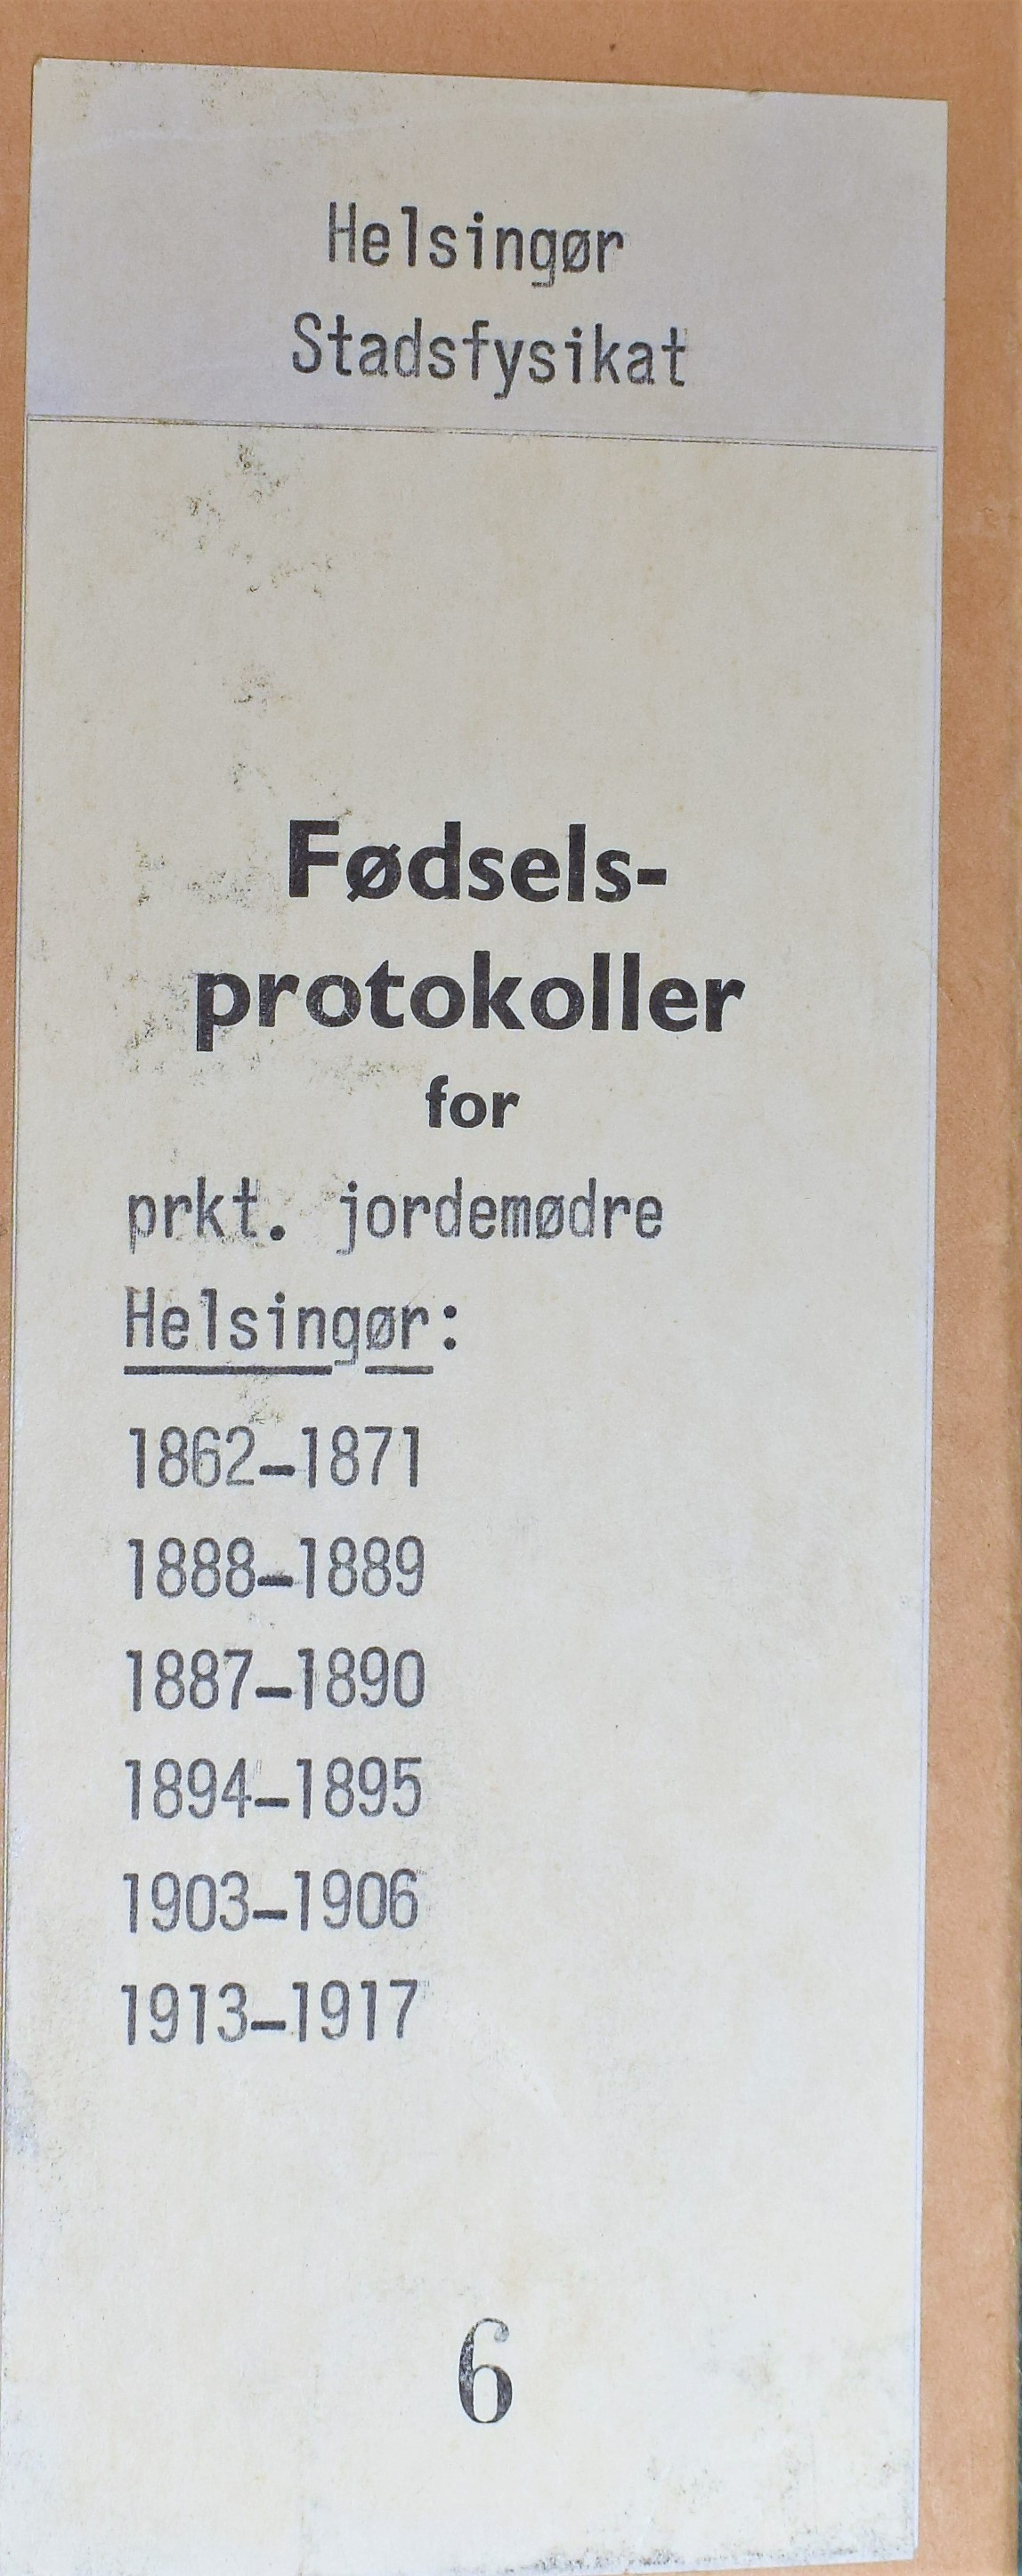 Helsingør
Stadsfysikat
Fødsels-
protokoller
for
prkt. jordemødre
Helsingør:
1862-1871
1888-1889
1887-1890
1894-1895
1903-1906
1913-1917
6